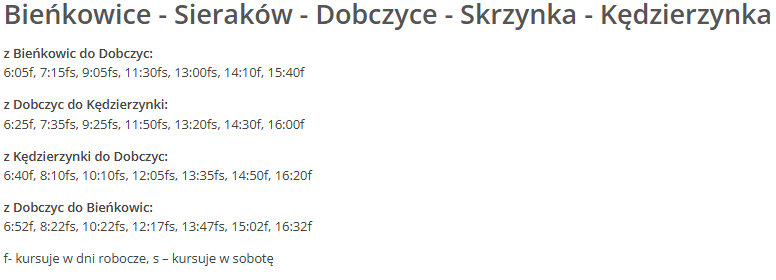 Bieńkowice - Sieraków - Dobczyce - Skrzynka - Kędzierzynka
z Bieńkowic do Dobczyc:
6:05f, 7:15fs, 9:05fs, 11:30fs, 13:00fs, 14:10f, 15:40f
z Dobczyc do Kędzierzynki:
6:25f, 7:35fs, 9:25fs, 11:50fs, 13:20fs, 14:30f, 16:00f
z Kędzierzynki do Dobczyc:
6:40f, 8:10fs, 10:10fs, 12:05fs, 13:35fs, 14:50f, 16:20f
z Dobczyc do Bieńkowic:
6:52f, 8:22fs, 10:22fs, 12:17fs, 13:47fs, 15:02f, 16:32f
f- kursuje w dni robocze, s – kursuje w sobotę